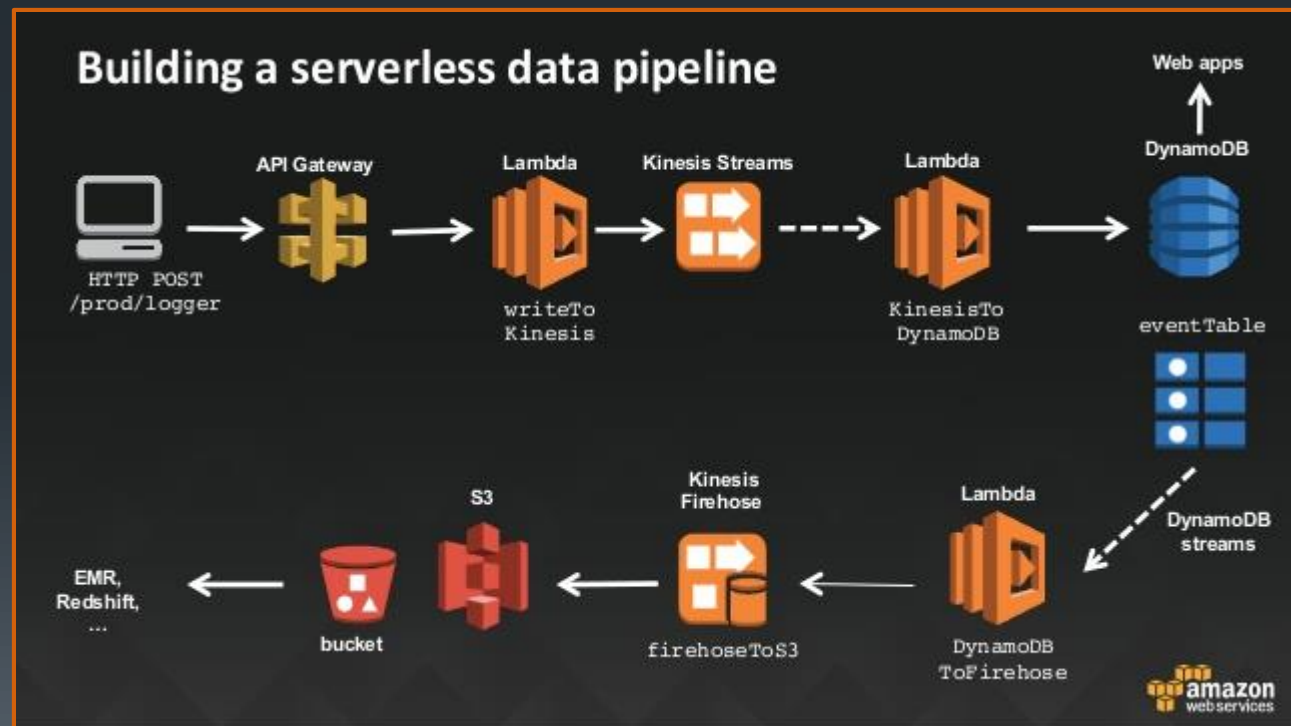 Building a serverless data pipeline
Web apps
DynamoDB
API Gateway
Lambda
Kinesis Streams
Lambda
HTTP POST
/prod/logger
writeTo
Kinesis
KinesisTo
DynamoDB
eventTable
DynamoDB
streams
Lambda
DynamoDB
ToFirehose
Kinesis
Firehose
firehoseToS3
S3
bucket
EMR,
Redshift,
...
amazon
webservices